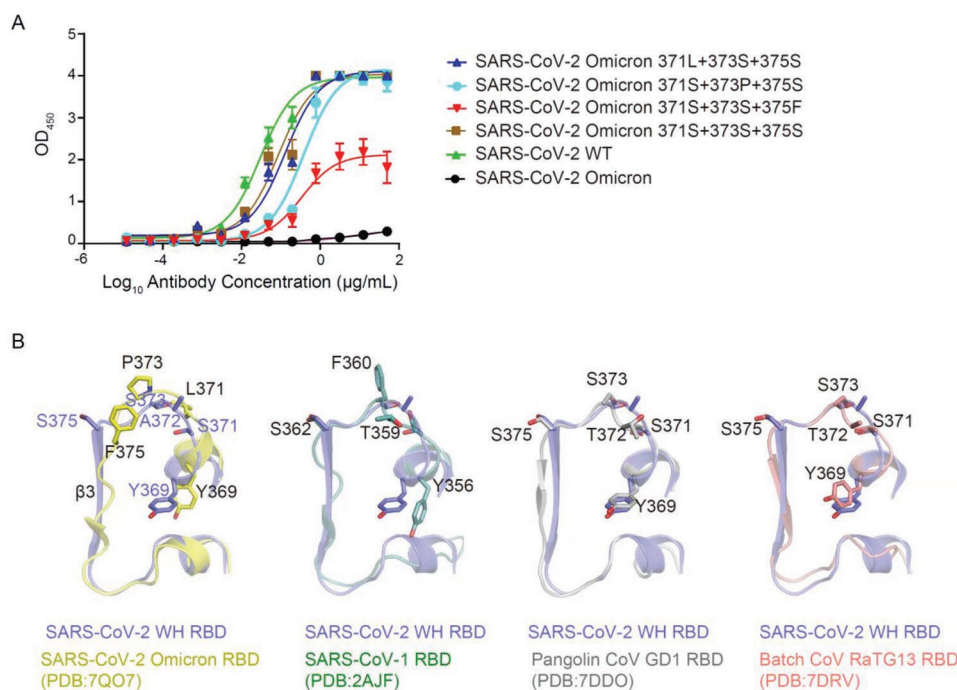 A
4
3
2
1
0
OD450
-6
-4
-2
0
2
Log10 Antibody Concentration (µg/mL)
SARS-CoV-2 Omicron 371L+373S+375S
SARS-CoV-2 Omicron 371S+373P+375S
SARS-CoV-2 Omicron 371S+373S+375F
SARS-CoV-2 Omicron 371S+373S+375S
SARS-CoV-2 WT
SARS-CoV-2 Omicron
B
P373
S373
L371
A372
S375
S371
F375
β3
Y369
Y369
SARS-CoV-2 WH RBD
SARS-CoV-2 Omicron RBD
(PDB:7QO7)
F360
S362
T359
Y356
SARS-CoV-2 WH RBD
SARS-CoV-1 RBD
(PDB:2AJF)
S373
S375
T372
S371
Y369
SARS-CoV-2 WH RBD
Pangolin CoV GD1 RBD
(PDB:7DDO)
S373
S375
T372
S371
Y369
SARS-CoV-2 WH RBD
Batch CoV RaTG13 RBD
(PDB:7DRV)